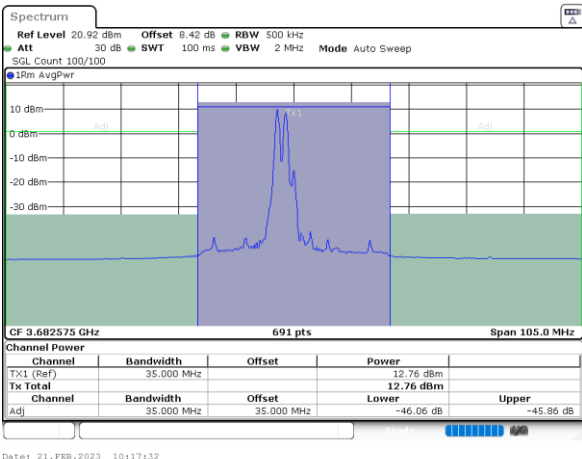 Spectrum
Ref Level 20.92 dBm Offset 8.42 dB RBW 500 kHz
Att 30 dB SWT 100 ms VBW 2 MHz Mode Auto Sweep
SGL Count 100/100
1Rm AvgPwr
TX1
10 dBm
Adj Adj
0 dBm
-10 dBm
-20 dBm
-30 dBm
CF 3.682575 GHz 691 pts Span 105.0 MHz
Channel Power
Channel Bandwidth Offset Power
TX1 (Ref) 35.000 MHz 12.76 dBm
Tx Total 12.76 dBm
Channel Bandwidth Offset Lower Upper
Adj 35.000 MHz 35.000 MHz -46.06 dB -45.86 dB
Date: 21.FEB.2023 10:17:32